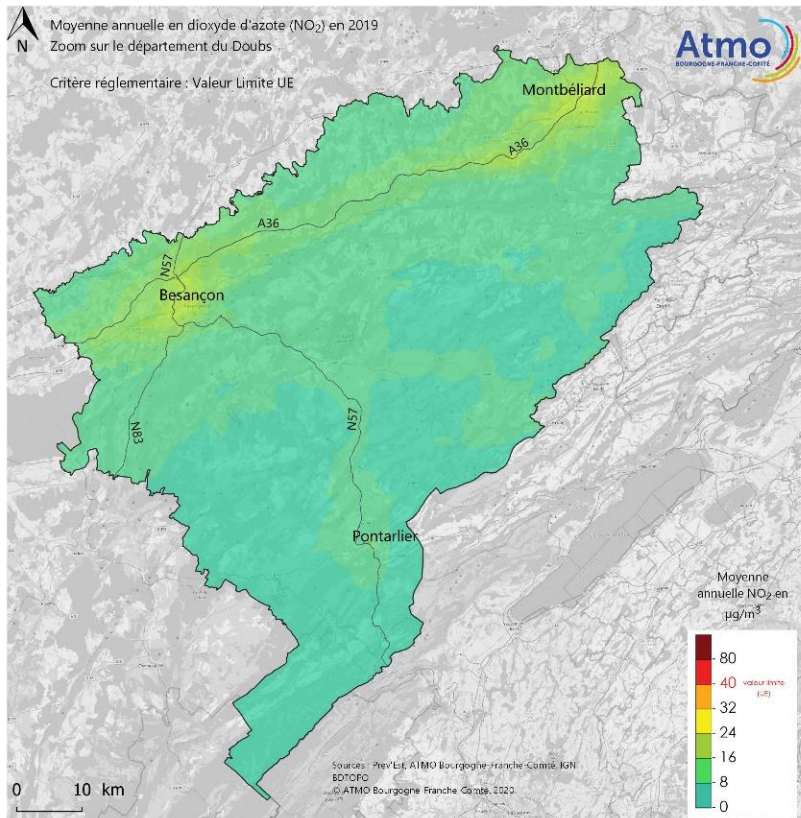 Moyenne annuelle en dioxyde d'azote (NO₂) en 2019
Zoom sur le département du Doubs
Critère réglementaire : Valeur Limite UE
N
Atmo
BOURGOGNE-FRANCHE-COMTÉ
Montbéliard
A36
A36
N57
Besançon
N83
N57
Pontarlier
Moyenne
annuelle NO₂ en
µg/m³
80
40 valeur limite
(UE)
32
24
16
8
0
Sources : Prev'Est, ATMO Bourgogne-Franche-Comté, IGN
BDTOPO
© ATMO Bourgogne-Franche-Comté, 2020
0 10 km